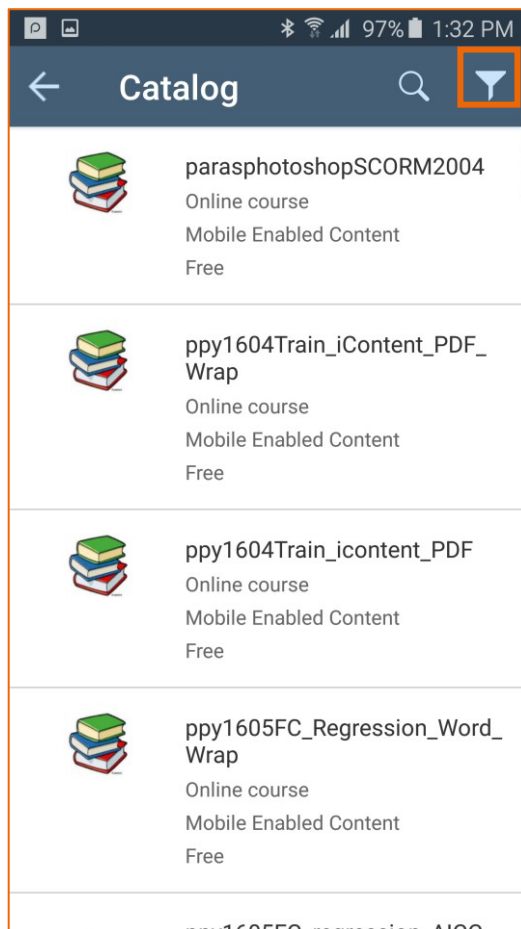 97% 1:32 PM
Catalog
parasphotoshopSCORM2004
Online course
Mobile Enabled Content
Free
ppy1604Train_iContent_PDF_
Wrap
Online course
Mobile Enabled Content
Free
ppy1604Train_icontent_PDF
Online course
Mobile Enabled Content
Free
ppy1605FC_Regression_Word_
Wrap
Online course
Mobile Enabled Content
Free